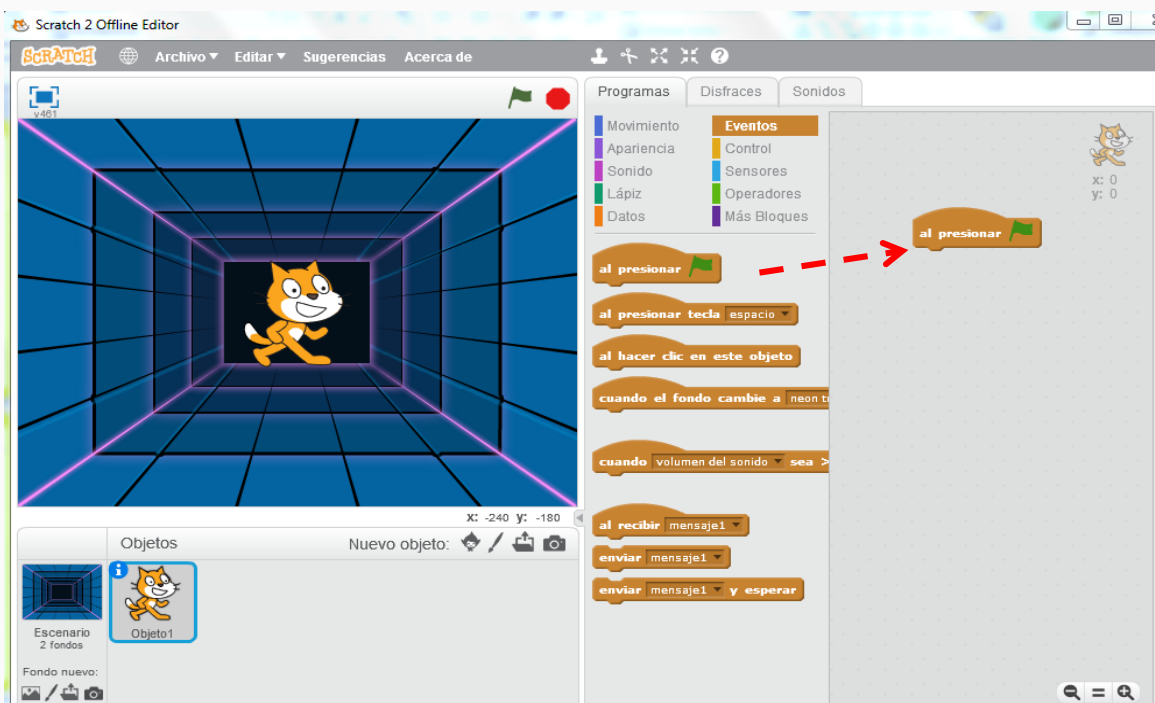 Scratch 2 Offline Editor
SCRATCH Archivo Editar Sugerencias Acerca de
v461
Programas Disfraces Sonidos
Movimiento Eventos
Apariencia Control
Sonido Sensores
Lápiz Operadores
Datos Más Bloques
x: 0
y: 0
al presionar
al presionar
al presionar tecla espacio
al hacer clic en este objeto
cuando el fondo cambie a neon
cuando volumen del sonido sea >
al recibir mensaje1
enviar mensaje1
enviar mensaje1 y esperar
X: -240 y: -180
Objetos Nuevo objeto:
Escenario
2 fondos
Objeto1
Fondo nuevo: